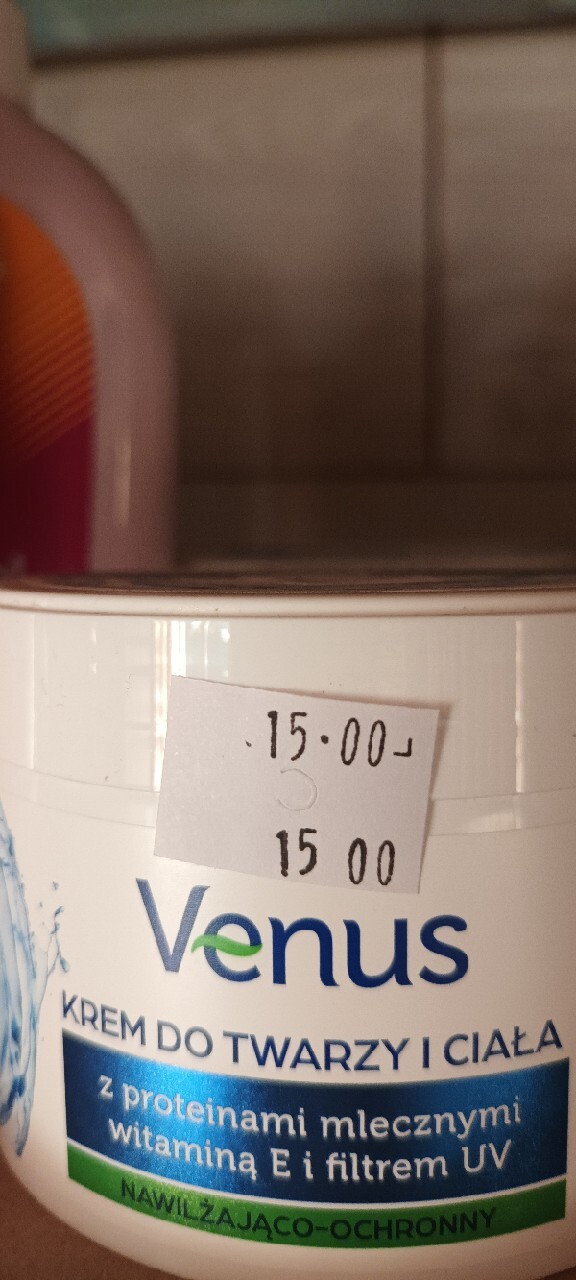 15.00
15 00
Venus
KREM DO TWARZY I CIAŁA
z proteinami mlecznymi
witaminą E i filtrem UV
NAWILŻAJĄCO-OCHRONNY